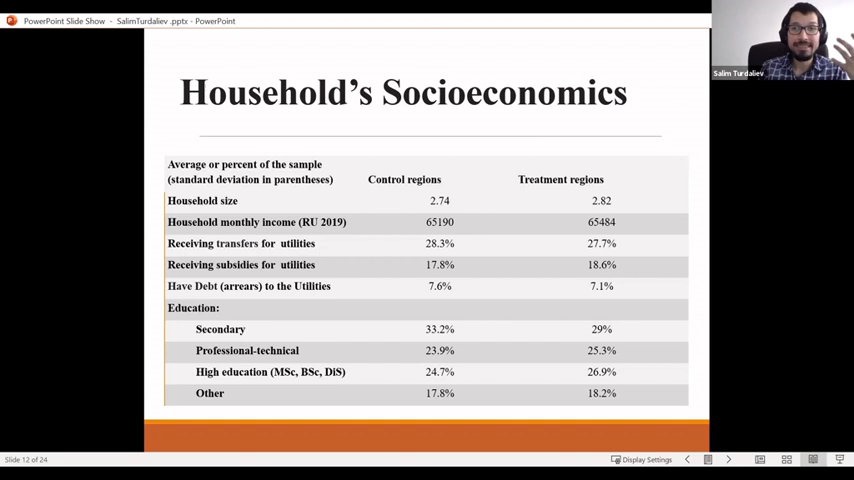 PowerPoint Slide Show - SalimTurdaliev .pptx - PowerPoint
Salim Turdaliev
Household's Socioeconomics
Average or percent of the sample
(standard deviation in parentheses) Control regions Treatment regions
Household size 2.74 2.82
Household monthly income (RU 2019) 65190 65484
Receiving transfers for utilities 28.3% 27.7%
Receiving subsidies for utilities 17.8% 18.6%
Have Debt (arrears) to the Utilities 7.6% 7.1%
Education:
Secondary 33.2% 29%
Professional-technical 23.9% 25.3%
High education (MSc, BSc, DiS) 24.7% 26.9%
Other 17.8% 18.2%
Slide 12 of 24
Display Settings